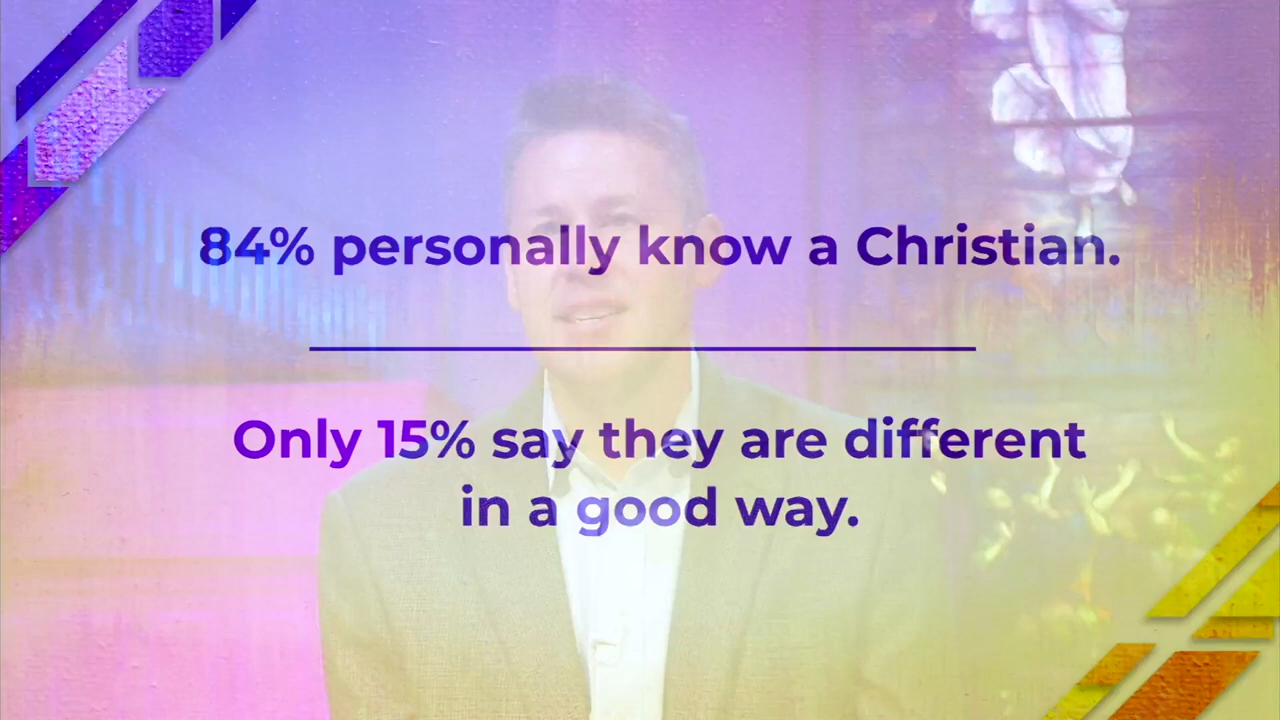 84% personally know a Christian.
Only 15% say they are different
in a good way.